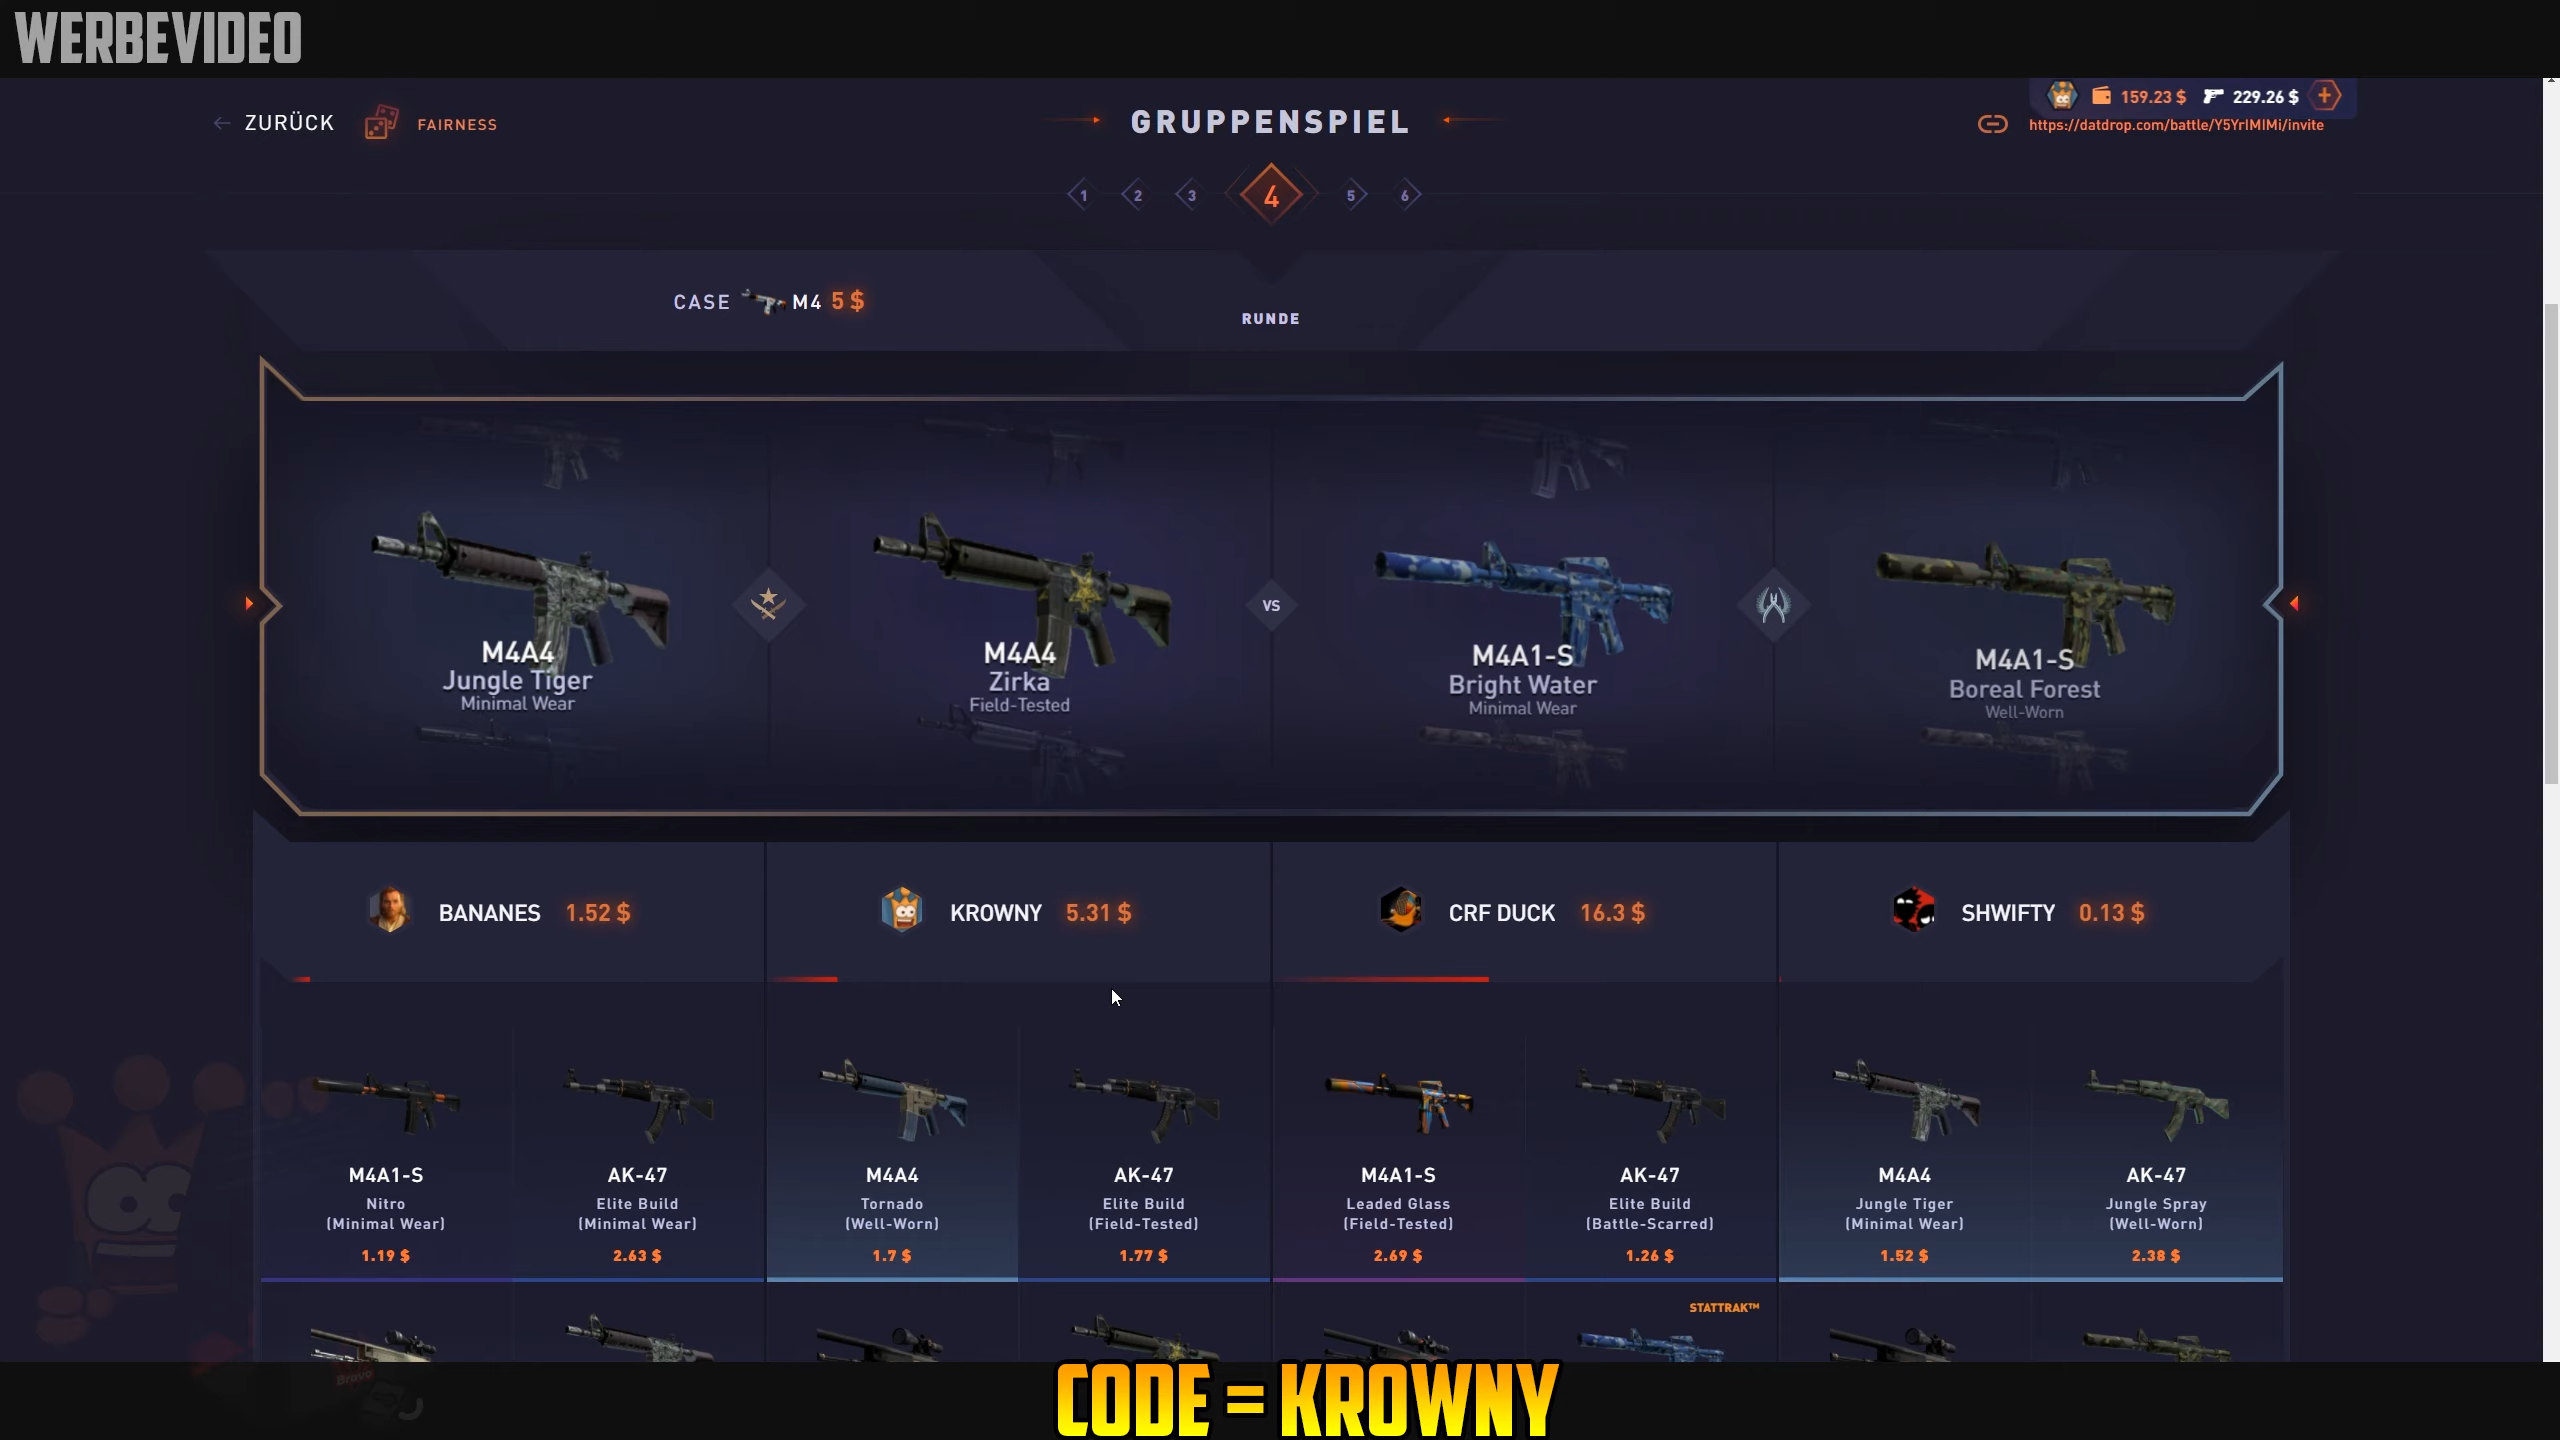 WERBEVIDEO
ZURÜCK
FAIRNESS
GRUPPENSPIEL
159.23 $
229.26 $
https://datdrop.com/battle/Y5YrIMIMi/invite
1 2 3 4 5 6
CASE M4 5 $
RUNDE
M4A4
Jungle Tiger
Minimal Wear
M4A4
Zirka
Field-Tested
VS
M4A1-S
Bright Water
Minimal Wear
M4A1-S
Boreal Forest
Well-Worn
BANANES 1.52 $
KROWNY 5.31 $
CRF DUCK 16.3 $
SHWIFTY 0.13 $
M4A1-S
Nitro
(Minimal Wear)
1.19 $
AK-47
Elite Build
(Minimal Wear)
2.63 $
M4A4
Tornado
(Well-Worn)
1.7 $
AK-47
Elite Build
(Field-Tested)
1.77 $
M4A1-S
Leaded Glass
(Field-Tested)
2.69 $
AK-47
Elite Build
(Battle-Scarred)
1.26 $
M4A4
Jungle Tiger
(Minimal Wear)
1.52 $
AK-47
Jungle Spray
(Well-Worn)
2.38 $
STATTRAK™
Bravo
CODE = KROWNY